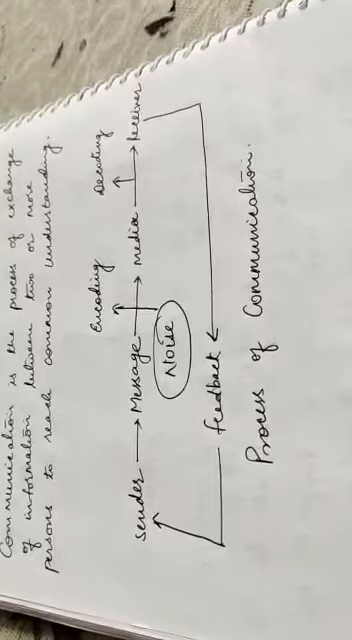 Communication is the process of exchange
of information between two or more
persons to reach common understanding.
Encoding
Decoding
Sender → Message → Media → Receiver
Noise
Feedback
Process of Communication.